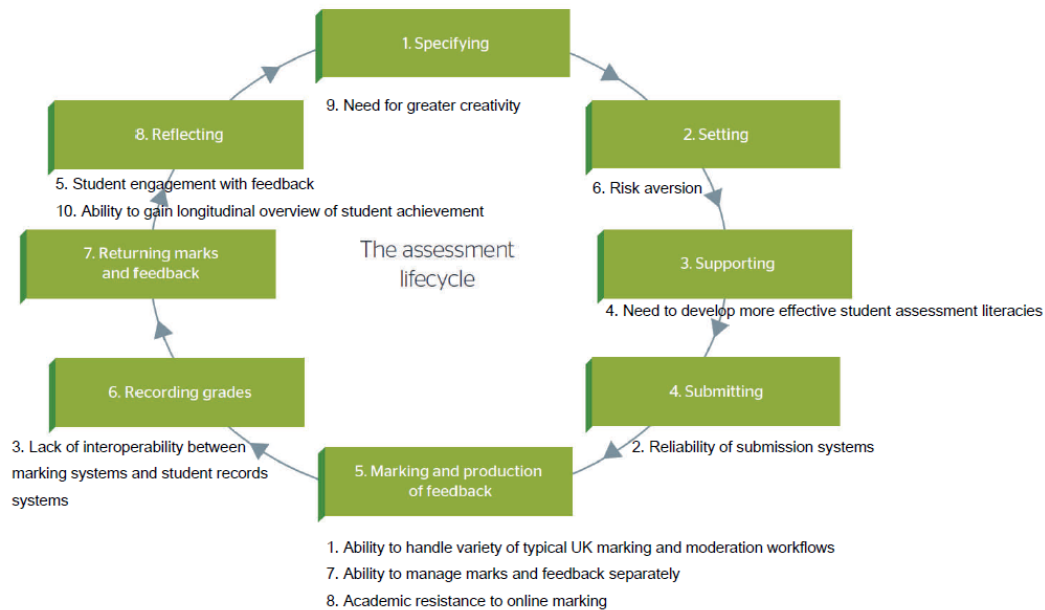 1. Specifying
9. Need for greater creativity
2. Setting
6. Risk aversion
3. Supporting
4. Need to develop more effective student assessment literacies
4. Submitting
2. Reliability of submission systems
5. Marking and production
of feedback
1. Ability to handle variety of typical UK marking and moderation workflows
7. Ability to manage marks and feedback separately
8. Academic resistance to online marking
6. Recording grades
3. Lack of interoperability between
marking systems and student records
systems
7. Returning marks
and feedback
8. Reflecting
5. Student engagement with feedback
10. Ability to gain longitudinal overview of student achievement
The assessment
lifecycle